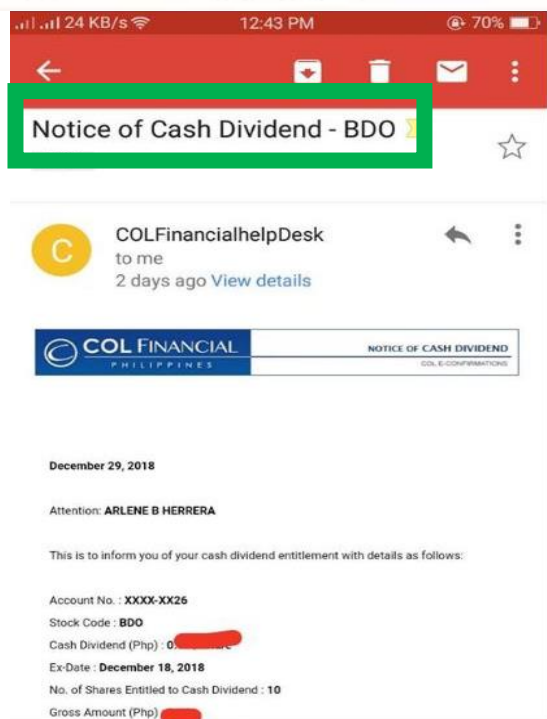 24 KB/s 12:43 PM 70%
Notice of Cash Dividend - BDO
C COLFinancialhelpDesk
to me
2 days ago View details
COL FINANCIAL
PHILIPPINES
NOTICE OF CASH DIVIDEND
COL E-CONFIRMATIONS
December 29, 2018
Attention: ARLENE B HERRERA
This is to inform you of your cash dividend entitlement with details as follows:
Account No. : XXXX-XX26
Stock Code : BDO
Cash Dividend (Php) : 0.
Ex-Date : December 18, 2018
No. of Shares Entitled to Cash Dividend : 10
Gross Amount (Php)